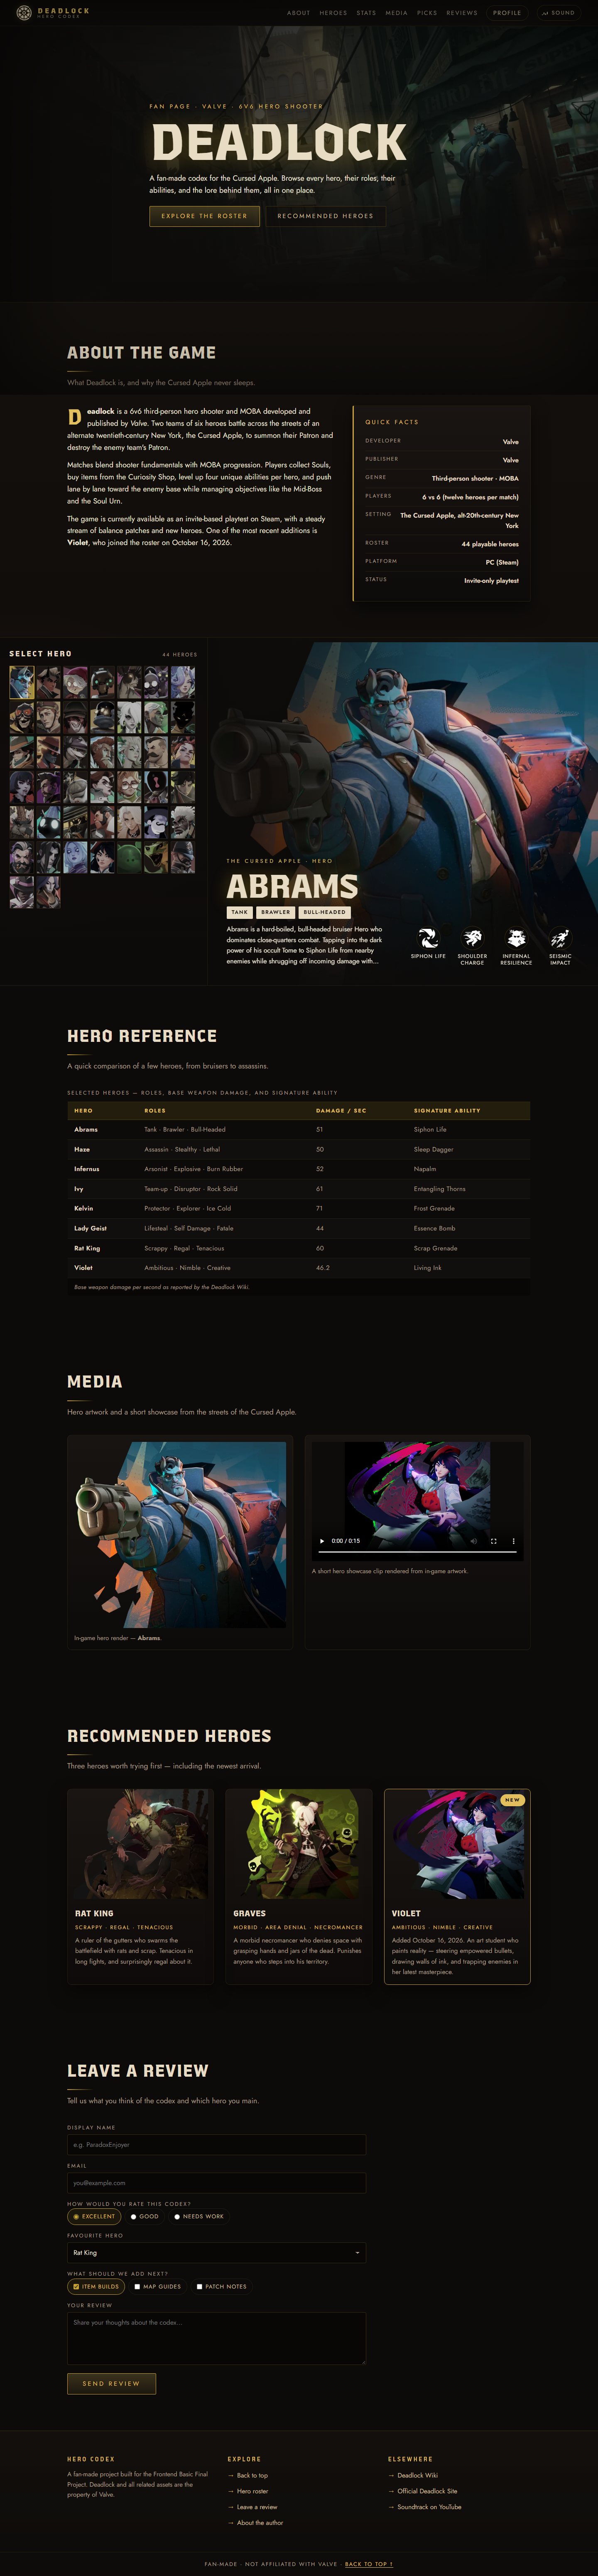 DEADLOCK
HERO CODEX
ABOUT HEROES STATS MEDIA PICKS REVIEWS PROFILE SOUND
FAN PAGE · VALVE · 6V6 HERO SHOOTER
DEADLOCK
A fan-made codex for the Cursed Apple. Browse every hero, their roles, their
abilities, and the lore behind them, all in one place.
EXPLORE THE ROSTER RECOMMENDED HEROES
ABOUT THE GAME
What Deadlock is, and why the Cursed Apple never sleeps.
Deadlock is a 6v6 third-person hero shooter and MOBA developed and
published by Valve. Two teams of six heroes battle across the streets of an
alternate twentieth-century New York, the Cursed Apple, to summon their Patron and
destroy the enemy team's Patron.
Matches blend shooter fundamentals with MOBA progression. Players collect Souls,
buy items from the Curiosity Shop, level up four unique abilities per hero, and push
lane by lane toward the enemy base while managing objectives like the Mid-Boss
and the Soul Urn.
The game is currently available as an invite-based playtest on Steam, with a steady
stream of balance patches and new heroes. One of the most recent additions is
Violet, who joined the roster on October 16, 2026.
QUICK FACTS
DEVELOPER Valve
PUBLISHER Valve
GENRE Third-person shooter · MOBA
PLAYERS 6 vs 6 (twelve heroes per match)
SETTING The Cursed Apple, alt-20th-century New
York
ROSTER 44 playable heroes
PLATFORM PC (Steam)
STATUS Invite-only playtest
SELECT HERO 44 HEROES
THE CURSED APPLE · HERO
ABRAMS
TANK BRAWLER BULL-HEADED
Abrams is a hard-boiled, bull-headed bruiser Hero who
dominates close-quarters combat. Tapping into the dark
power of his occult Tome to Siphon Life from nearby
enemies while shrugging off incoming damage with...
SIPHON LIFE SHOULDER CHARGE INFERNAL RESILIENCE SEISMIC IMPACT
HERO REFERENCE
A quick comparison of a few heroes, from bruisers to assassins.
SELECTED HEROES — ROLES, BASE WEAPON DAMAGE, AND SIGNATURE ABILITY
HERO ROLES DAMAGE / SEC SIGNATURE ABILITY
Abrams Tank · Brawler · Bull-Headed 51 Siphon Life
Haze Assassin · Stealthy · Lethal 50 Sleep Dagger
Infernus Arsonist · Explosive · Burn Rubber 52 Napalm
Ivy Team-up · Disruptor · Rock Solid 61 Entangling Thorns
Kelvin Protector · Explorer · Ice Cold 71 Frost Grenade
Lady Geist Lifesteal · Self Damage · Fatale 44 Essence Bomb
Rat King Scrappy · Regal · Tenacious 60 Scrap Grenade
Violet Ambitious · Nimble · Creative 46.2 Living Ink
Base weapon damage per second as reported by the Deadlock Wiki.
MEDIA
Hero artwork and a short showcase from the streets of the Cursed Apple.
0:00 / 0:15
In-game hero render — Abrams.
A short hero showcase clip rendered from in-game artwork.
RECOMMENDED HEROES
Three heroes worth trying first — including the newest arrival.
NEW
RAT KING
SCRAPPY · REGAL · TENACIOUS
A ruler of the gutters who swarms the
battlefield with rats and scrap. Tenacious in
long fights, and surprisingly regal about it.
GRAVES
MORBID · AREA DENIAL · NECROMANCER
A morbid necromancer who denies space with
grasping hands and jars of the dead. Punishes
anyone who steps into his territory.
VIOLET
AMBITIOUS · NIMBLE · CREATIVE
Added October 16, 2026. An art student who
paints reality — steering empowered bullets,
drawing walls of ink, and trapping enemies in
her latest masterpiece.
LEAVE A REVIEW
Tell us what you think of the codex and which hero you main.
DISPLAY NAME
e.g. ParadoxEnjoyer
EMAIL
you@example.com
HOW WOULD YOU RATE THIS CODEX?
EXCELLENT GOOD NEEDS WORK
FAVOURITE HERO
Rat King
WHAT SHOULD WE ADD NEXT?
ITEM BUILDS MAP GUIDES PATCH NOTES
YOUR REVIEW
Share your thoughts about the codex...
SEND REVIEW
HERO CODEX
A fan-made project built for the Frontend Basic Final
Project. Deadlock and all related assets are the
property of Valve.
EXPLORE
→ Back to top
→ Hero roster
→ Leave a review
→ About the author
ELSEWHERE
→ Deadlock Wiki
→ Official Deadlock Site
→ Soundtrack on YouTube
FAN-MADE · NOT AFFILIATED WITH VALVE · BACK TO TOP ↑